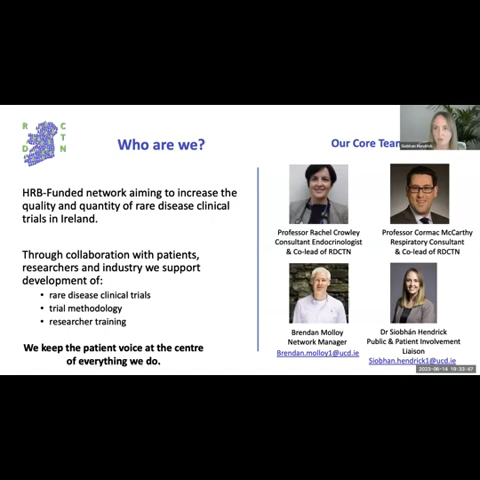 R
C
T
D
N
Who are we?
Our Core Tea
Siobhan Hendrick
HRB-Funded network aiming to increase the
quality and quantity of rare disease clinical
trials in Ireland.
Through collaboration with patients,
researchers and industry we support
development of:
• rare disease clinical trials
• trial methodology
• researcher training
We keep the patient voice at the centre
of everything we do.
Professor Rachel Crowley
Consultant Endocrinologist
& Co-lead of RDCTN
Professor Cormac McCarthy
Respiratory Consultant
& Co-lead of RDCTN
Brendan Molloy
Network Manager
Brendan.molloy1@ucd.ie
Dr Siobhán Hendrick
Public & Patient Involvement
Liaison
Siobhan.hendrick1@ucd.ie
2023-06-14 19:33:47